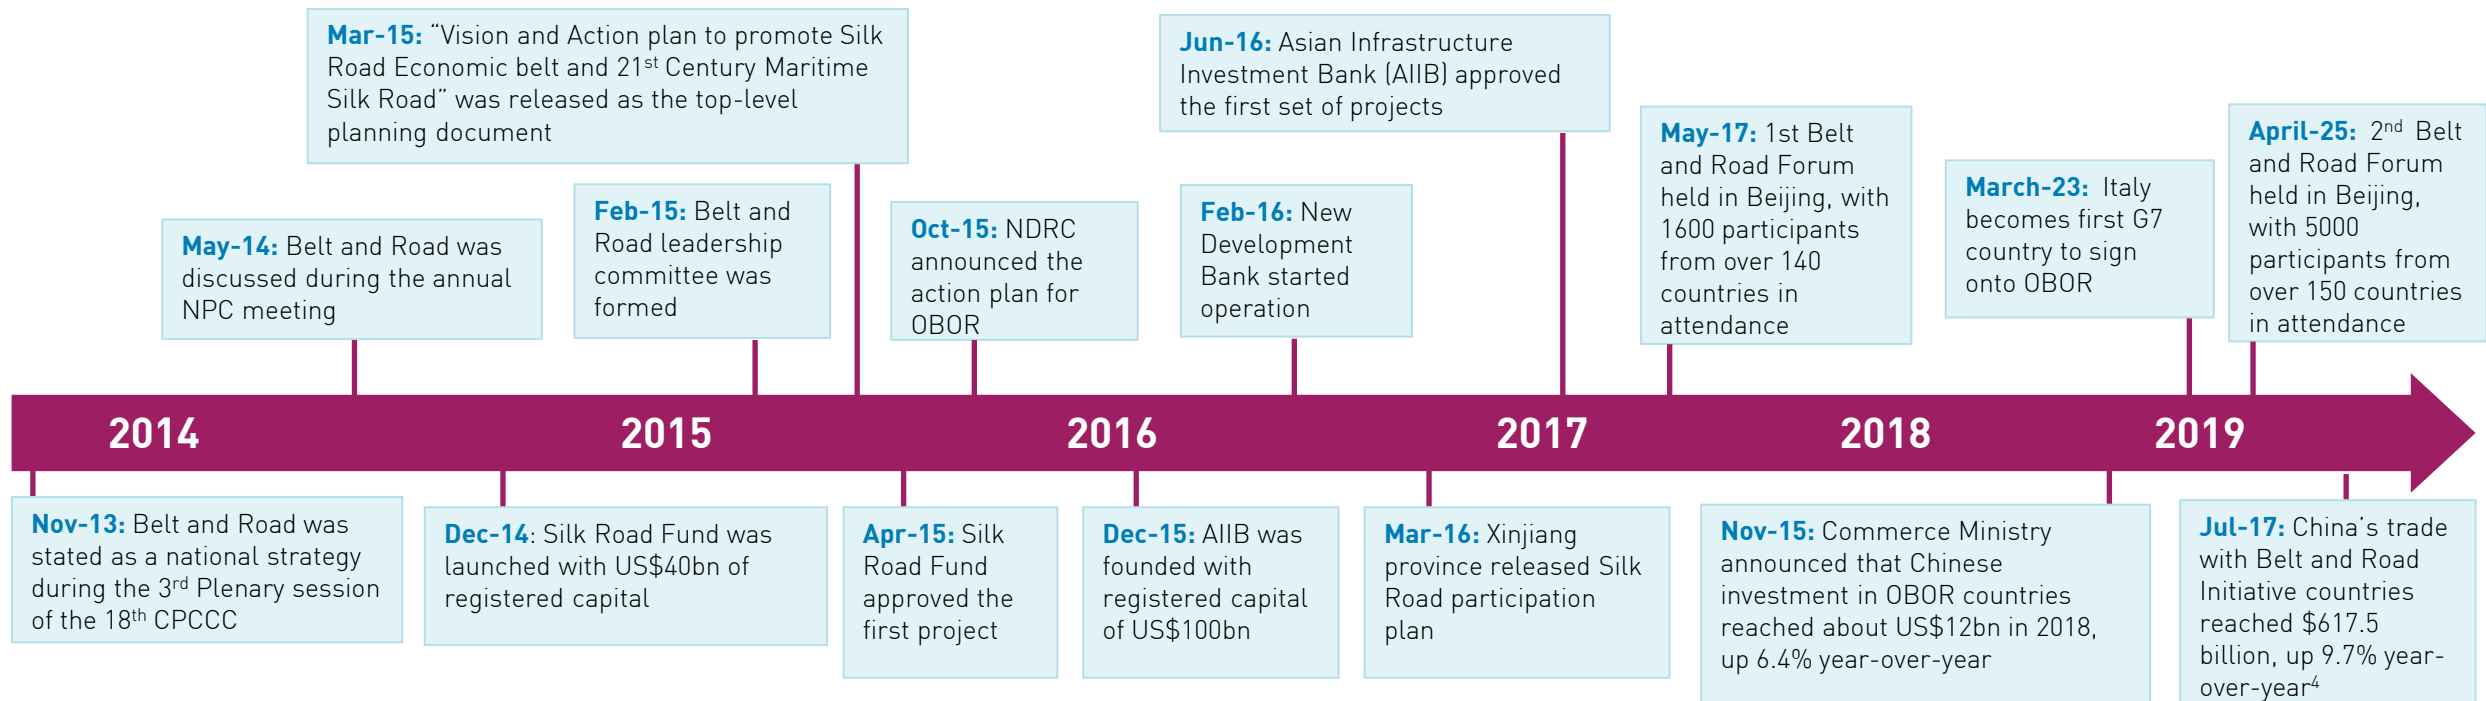 Mar-15: “Vision and Action plan to promote Silk
Road Economic belt and 21st Century Maritime
Silk Road” was released as the top-level
planning document
Jun-16: Asian Infrastructure
Investment Bank (AIIB) approved
the first set of projects
May-14: Belt and Road was
discussed during the annual
NPC meeting
Feb-15: Belt and
Road leadership
committee was
formed
Oct-15: NDRC
announced the
action plan for
OBOR
Feb-16: New
Development
Bank started
operation
May-17: 1st Belt
and Road Forum
held in Beijing, with
1600 participants
from over 140
countries in
attendance
March-23: Italy
becomes first G7
country to sign
onto OBOR
April-25: 2nd Belt
and Road Forum
held in Beijing,
with 5000
participants from
over 150 countries
in attendance
2014 2015 2016 2017 2018 2019
Nov-13: Belt and Road was
stated as a national strategy
during the 3rd Plenary session
of the 18th CPCCC
Dec-14: Silk Road Fund was
launched with US$40bn of
registered capital
Apr-15: Silk
Road Fund
approved the
first project
Dec-15: AIIB was
founded with
registered capital
of US$100bn
Mar-16: Xinjiang
province released Silk
Road participation
plan
Nov-15: Commerce Ministry
announced that Chinese
investment in OBOR countries
reached about US$12bn in 2018,
up 6.4% year-over-year
Jul-17: China’s trade
with Belt and Road
Initiative countries
reached $617.5
billion, up 9.7% year-
over-year4